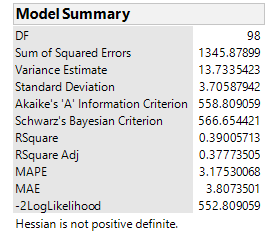 Model Summary
DF 98
Sum of Squared Errors 1345.87899
Variance Estimate 13.7335423
Standard Deviation 3.70587942
Akaike's 'A' Information Criterion 558.809059
Schwarz's Bayesian Criterion 566.654421
RSquare 0.39005713
RSquare Adj 0.37773505
MAPE 3.17530068
MAE 3.8073501
-2LogLikelihood 552.809059
Hessian is not positive definite.